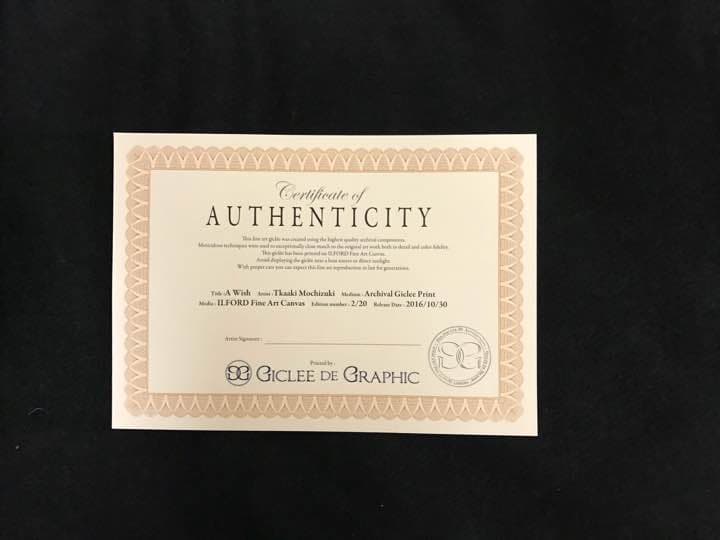 Certificate of
AUTHENTICITY
This fine art giclée was created using the highest quality archival components.
Meticulous techniques were used to exceptionally close match to the original art work both in detail and color fidelity.
This giclée has been printed on ILFORD Fine Art Canvas.
Avoid displaying the giclée near a heat source or direct sunlight.
With proper care you can expect this fine art reproduction to last for generations.
Title : A Wish Artist : Tkaaki Mochizuki Medium : Archival Giclee Print
Media : ILFORD Fine Art Canvas Edition number : 2/20 Release Date : 2016/10/30
Artist Signature :
Printed by :
GICLEE DE GRAPHIC